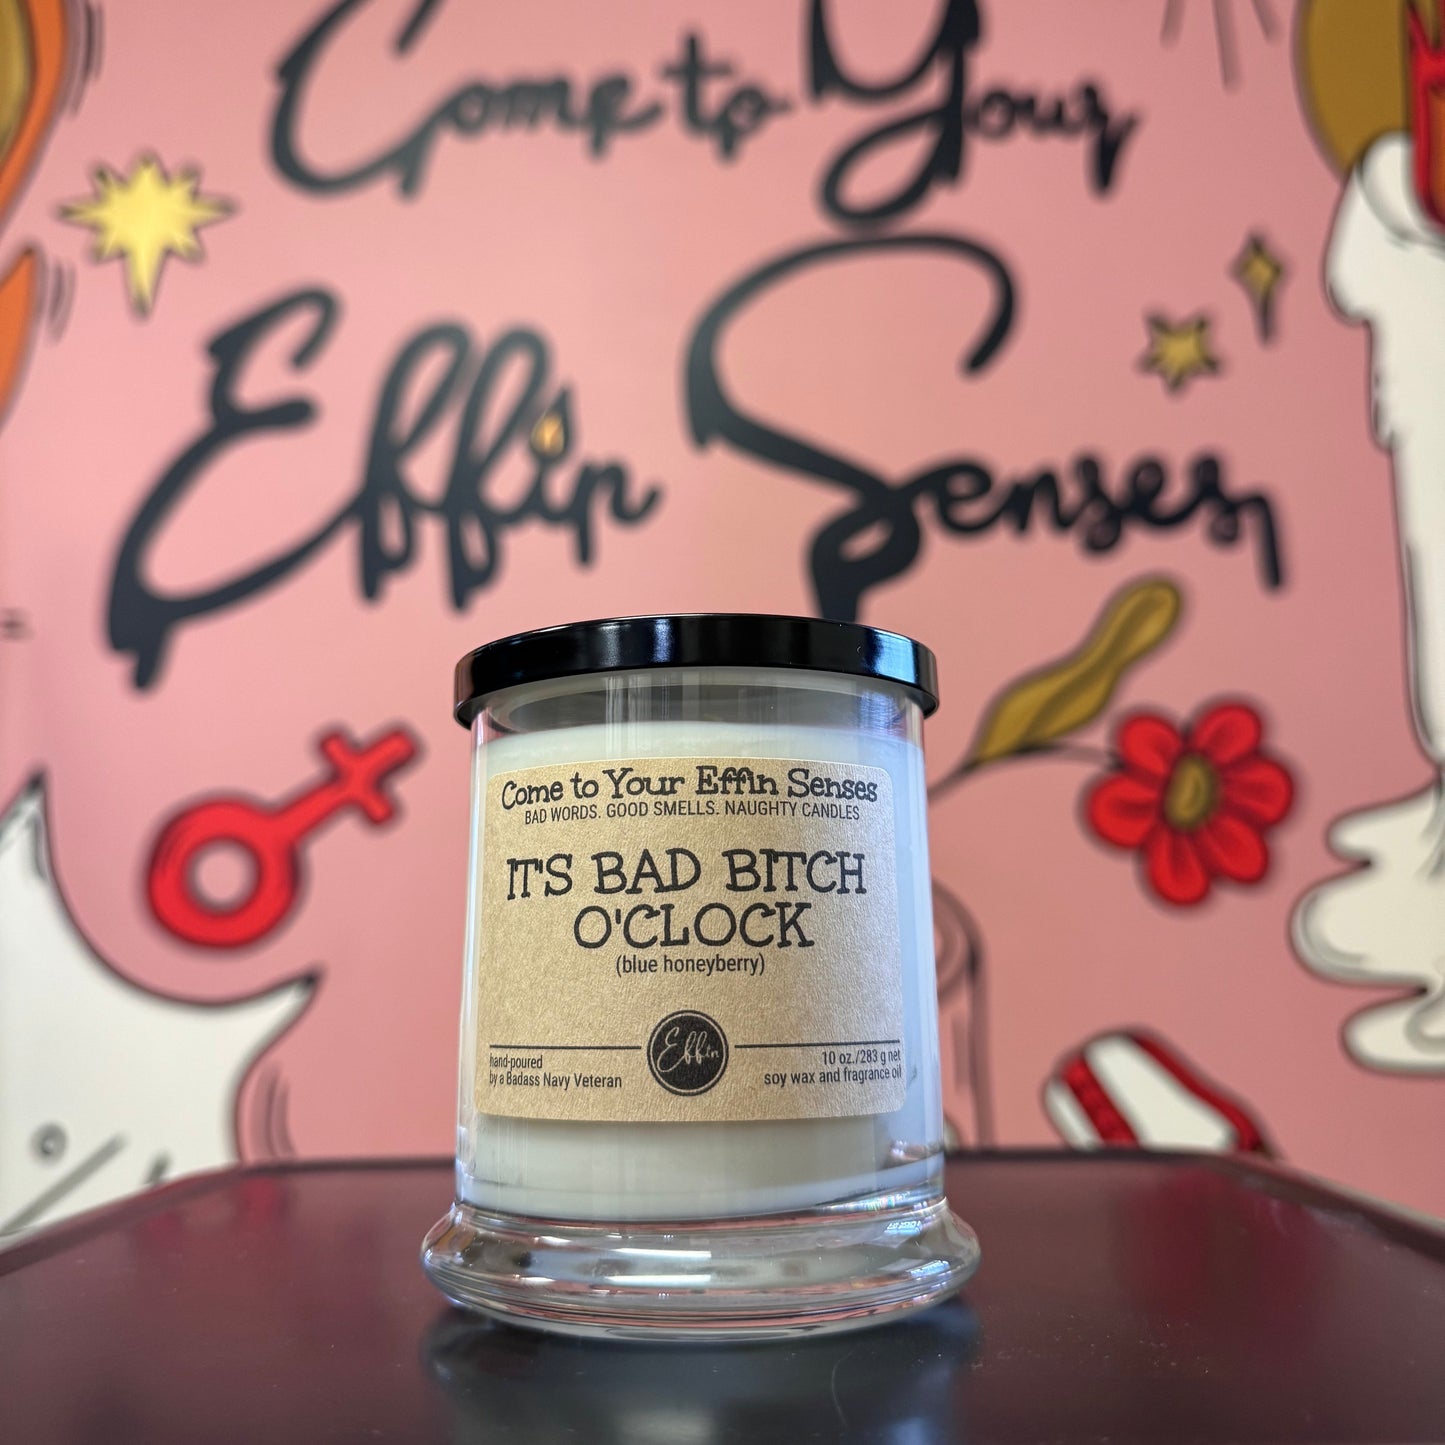 Come to Your
Effin Senses
Come to Your Effin Senses
BAD WORDS. GOOD SMELLS. NAUGHTY CANDLES
IT'S BAD BITCH
O'CLOCK
(blue honeyberry)
Effin
hand-poured
by a Badass Navy Veteran
10 oz./283 g net
soy wax and fragrance oil